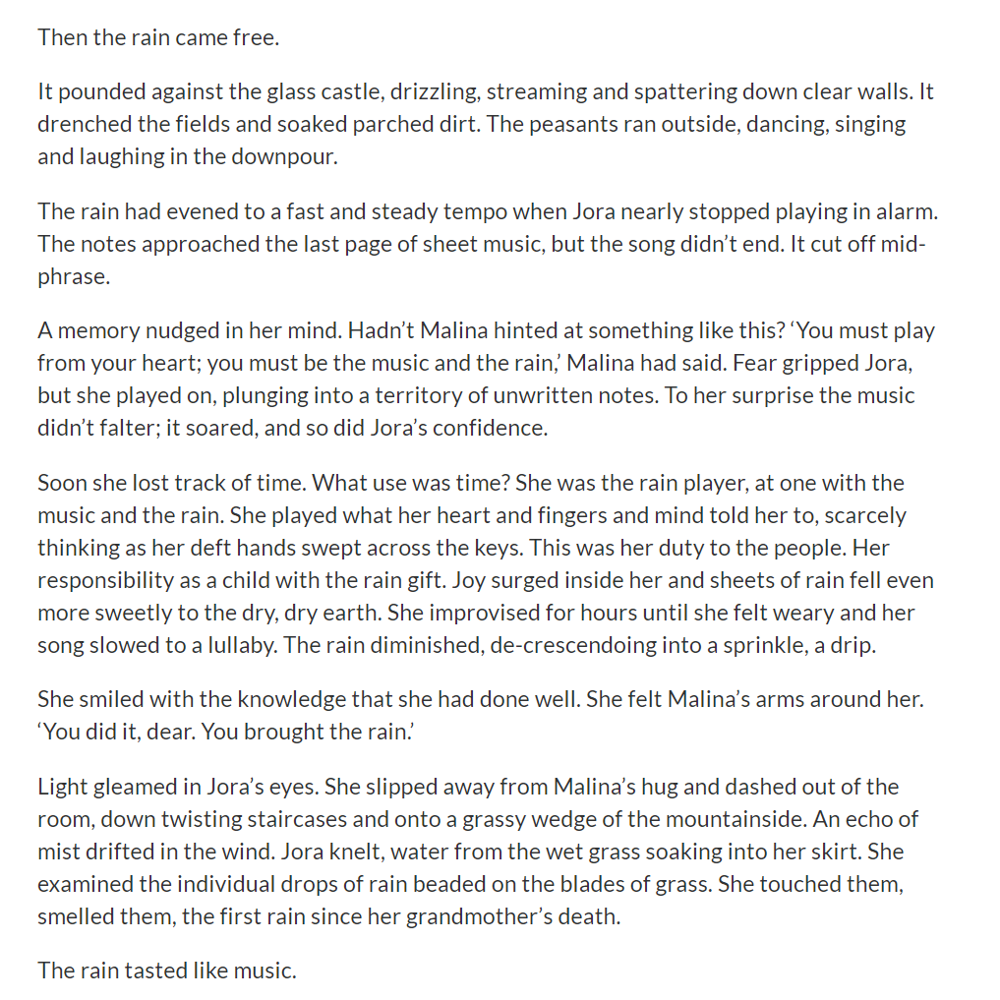 Then the rain came free.
It pounded against the glass castle, drizzling, streaming and spattering down clear walls. It
drenched the fields and soaked parched dirt. The peasants ran outside, dancing, singing
and laughing in the downpour.
The rain had evened to a fast and steady tempo when Jora nearly stopped playing in alarm.
The notes approached the last page of sheet music, but the song didn’t end. It cut off mid-
phrase.
A memory nudged in her mind. Hadn’t Malina hinted at something like this? ‘You must play
from your heart; you must be the music and the rain,’ Malina had said. Fear gripped Jora,
but she played on, plunging into a territory of unwritten notes. To her surprise the music
didn’t falter; it soared, and so did Jora’s confidence.
Soon she lost track of time. What use was time? She was the rain player, at one with the
music and the rain. She played what her heart and fingers and mind told her to, scarcely
thinking as her deft hands swept across the keys. This was her duty to the people. Her
responsibility as a child with the rain gift. Joy surged inside her and sheets of rain fell even
more sweetly to the dry, dry earth. She improvised for hours until she felt weary and her
song slowed to a lullaby. The rain diminished, de-crescendoing into a sprinkle, a drip.
She smiled with the knowledge that she had done well. She felt Malina’s arms around her.
‘You did it, dear. You brought the rain.’
Light gleamed in Jora’s eyes. She slipped away from Malina’s hug and dashed out of the
room, down twisting staircases and onto a grassy wedge of the mountainside. An echo of
mist drifted in the wind. Jora knelt, water from the wet grass soaking into her skirt. She
examined the individual drops of rain beaded on the blades of grass. She touched them,
smelled them, the first rain since her grandmother’s death.
The rain tasted like music.